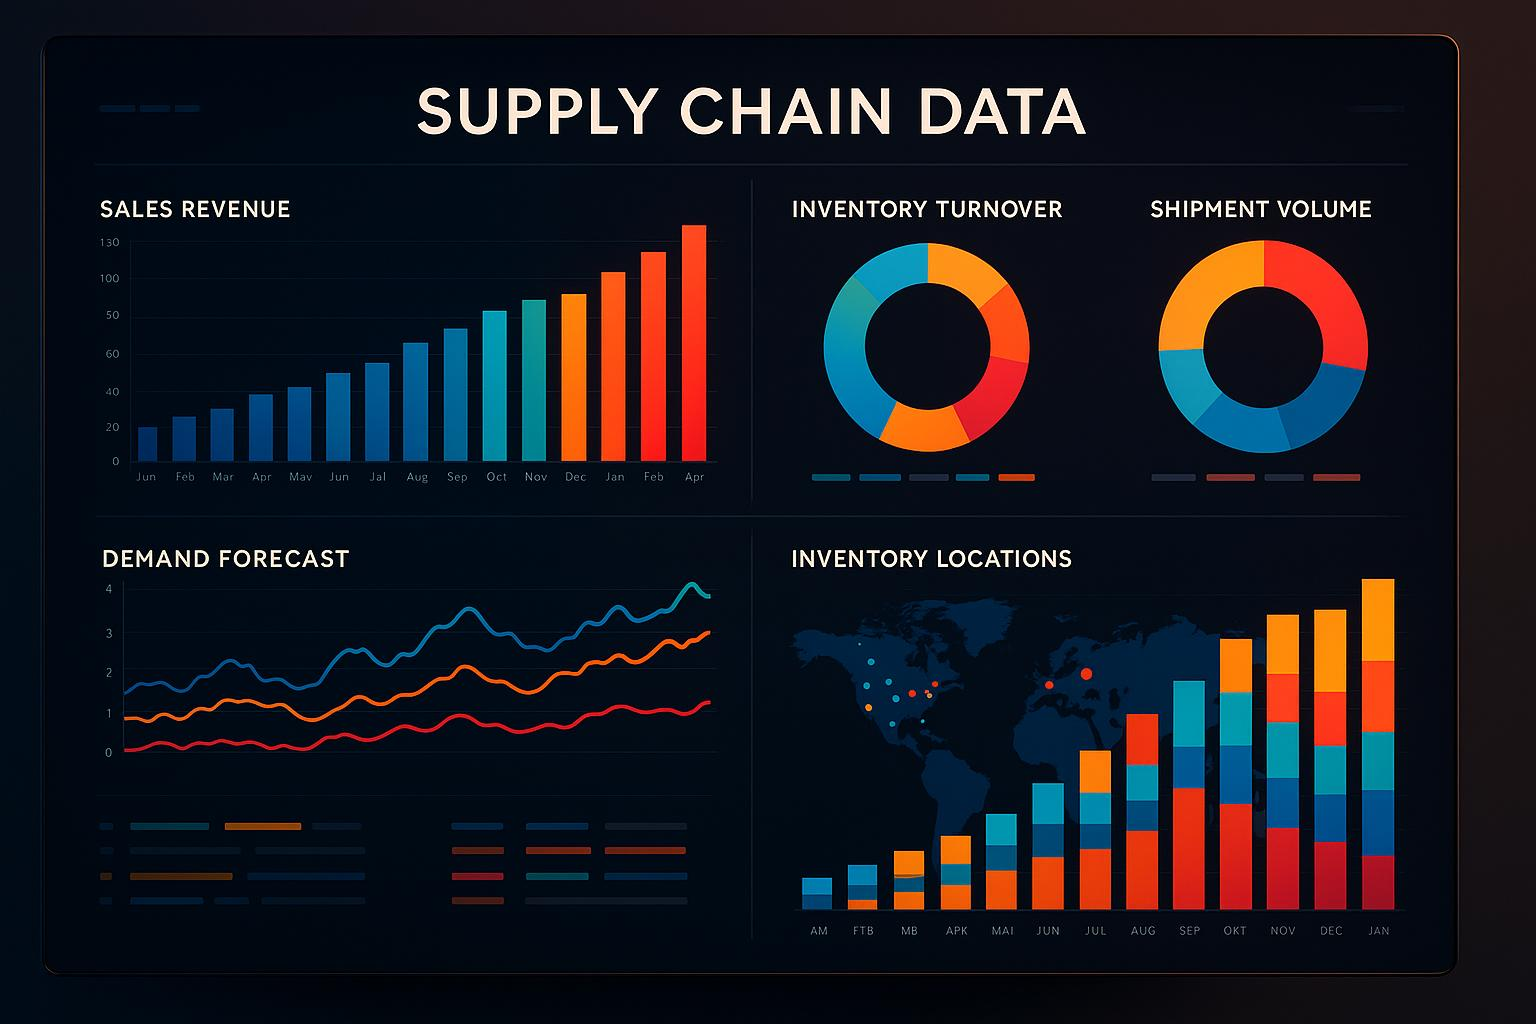 SUPPLY CHAIN DATA
SALES REVENUE
130
100
50
60
40
20
0
Jun Feb Mar Apr Mav Jun Jal Aug Sep Oct Nov Dec Jan Feb Apr
INVENTORY TURNOVER
SHIPMENT VOLUME
DEMAND FORECAST
4
3
2
1
0
INVENTORY LOCATIONS
AM FTB MB APK MAI JUN JUL AUG SEP OKT NOV DEC JAN